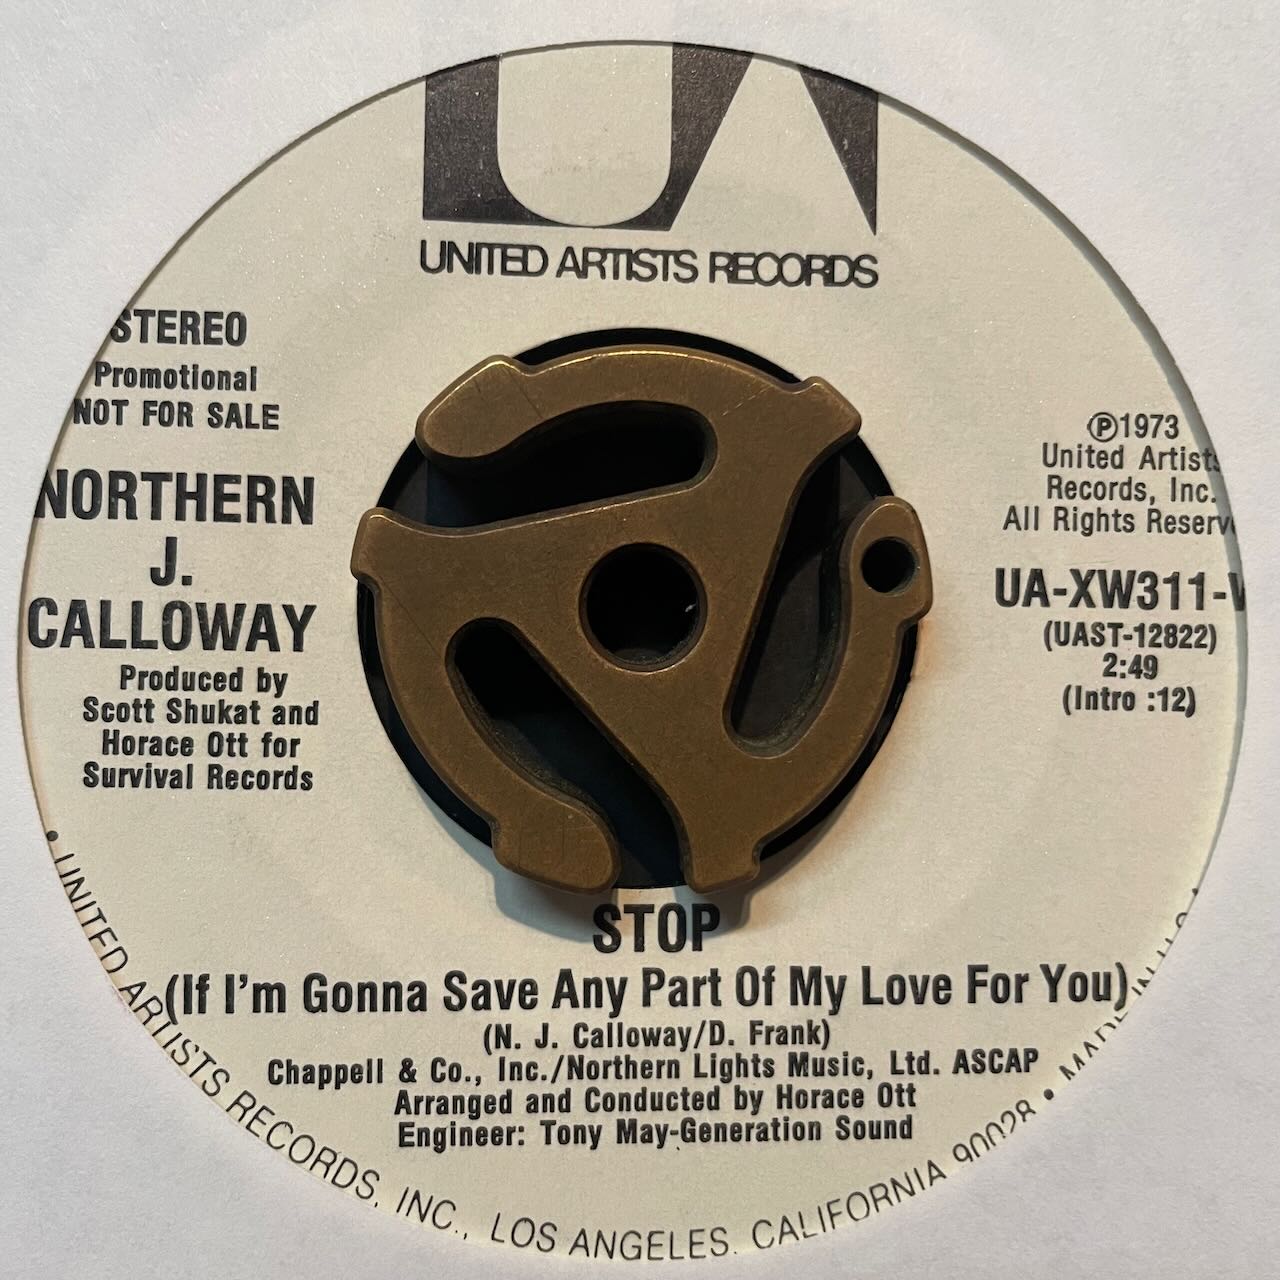 UA
UNITED ARTISTS RECORDS
STEREO
Promotional
NOT FOR SALE
NORTHERN
J.
CALLOWAY
Produced by
Scott Shukat and
Horace Ott for
Survival Records
℗1973
United Artists
Records, Inc.
All Rights Reserv
UA-XW311-
(UAST-12822)
2:49
(Intro :12)
STOP
(If I'm Gonna Save Any Part Of My Love For You)
(N. J. Calloway/D. Frank)
Chappell & Co., Inc./Northern Lights Music, Ltd. ASCAP
Arranged and Conducted by Horace Ott
Engineer: Tony May-Generation Sound
• UNITED ARTISTS RECORDS, INC., LOS ANGELES, CALIFORNIA 90028 • MADE IN U.S.A.